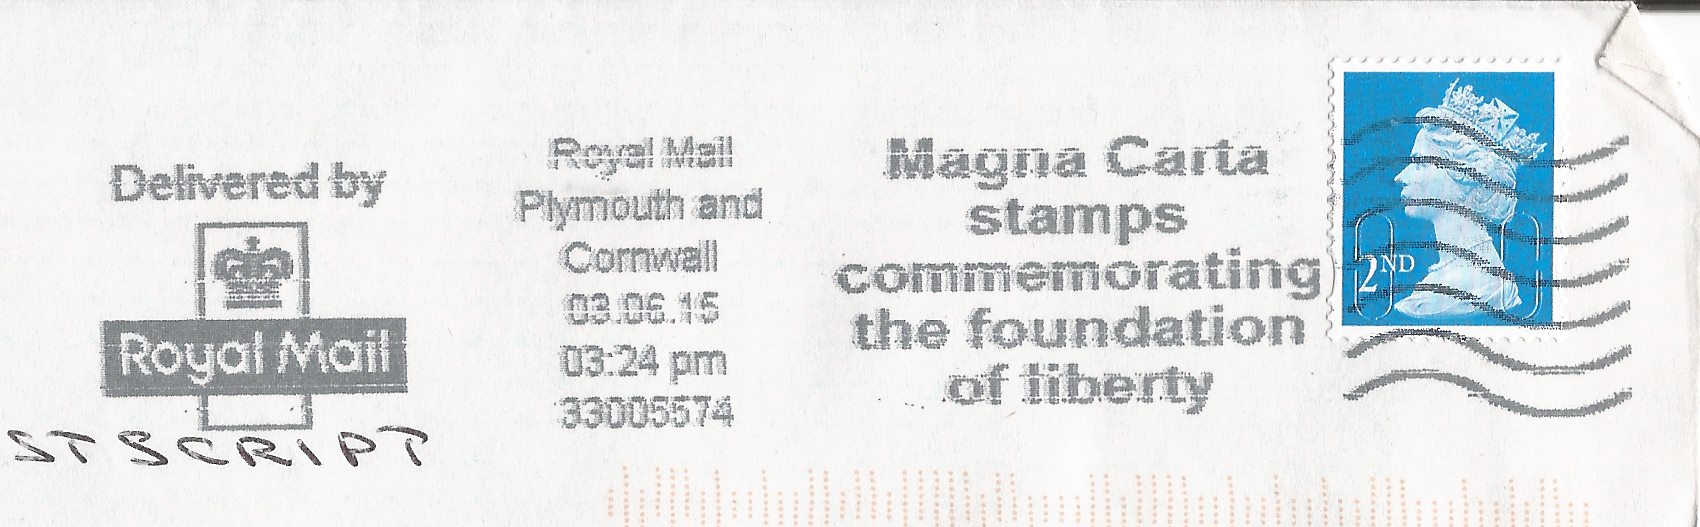 Delivered by
Royal Mail
ST SCRIPT
Royal Mail
Plymouth and
Cornwall
03.06.15
03:24 pm
33005574
Magna Carta
stamps
commemorating
the foundation
of liberty
2ND